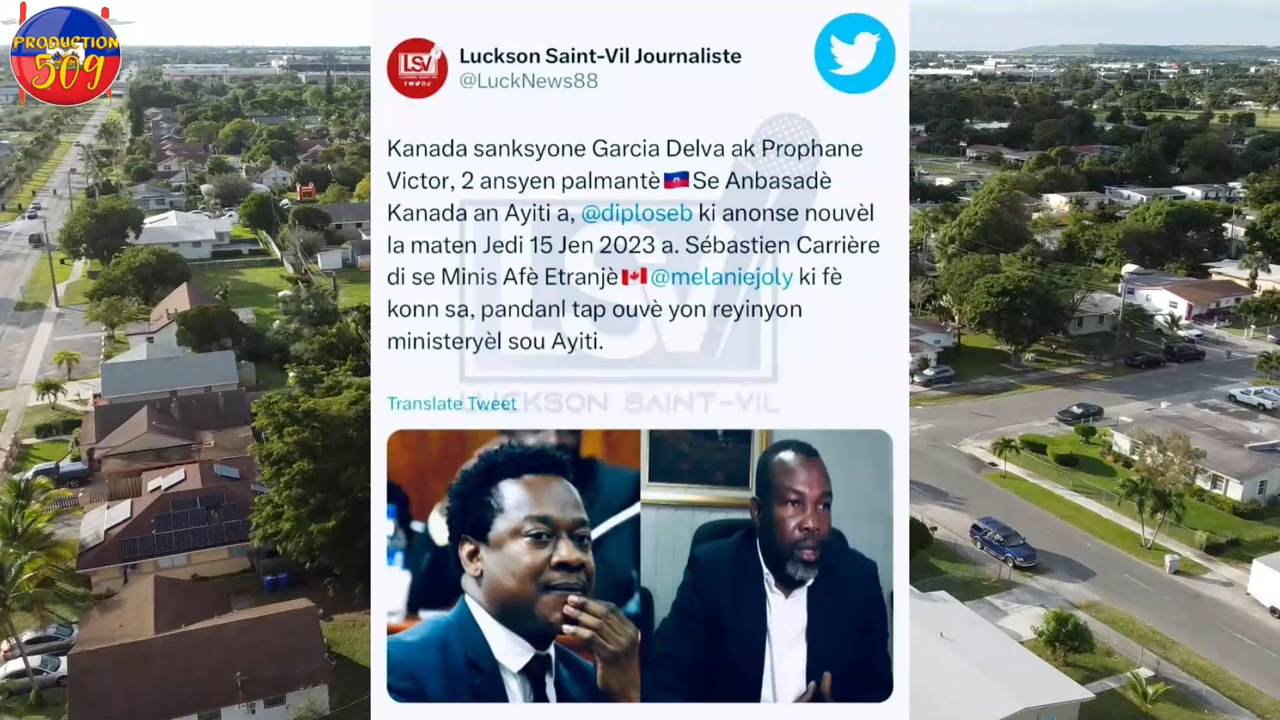 PRODUCTION
509
LSV
Luckson Saint-Vil Journaliste
@LuckNews88
Kanada sanksyone Garcia Delva ak Prophane
Victor, 2 ansyen palmantè🇭🇹Se Anbasadè
Kanada an Ayiti a, @diploseb ki anonse nouvèl
la maten Jedi 15 Jen 2023 a. Sébastien Carrière
di se Minis Afè Etranjè🇨🇦@melaniejoly ki fè
konn sa, pandanl tap ouvè yon reyinyon
ministeryèl sou Ayiti.
LSV
LUCKSON SAINT-VIL
Translate Tweet